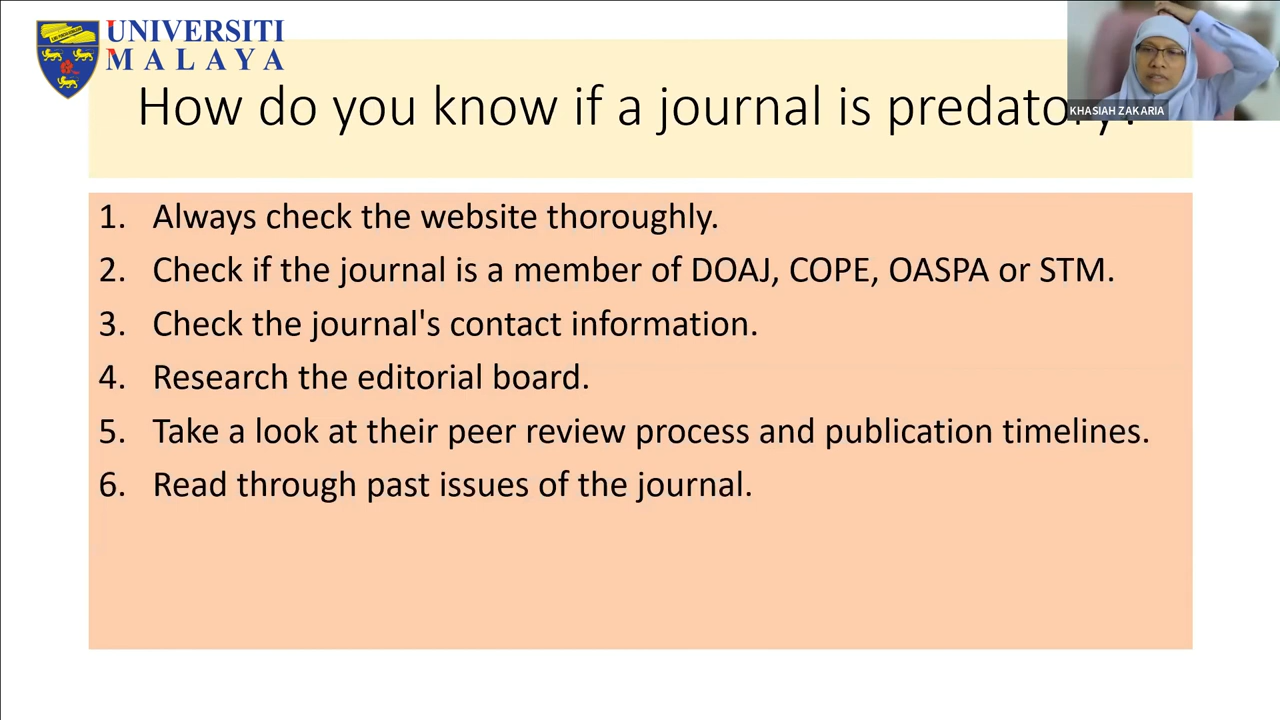 UNIVERSITI
MALAYA
How do you know if a journal is predatory?
KHASIAH ZAKARIA
1. Always check the website thoroughly.
2. Check if the journal is a member of DOAJ, COPE, OASPA or STM.
3. Check the journal's contact information.
4. Research the editorial board.
5. Take a look at their peer review process and publication timelines.
6. Read through past issues of the journal.